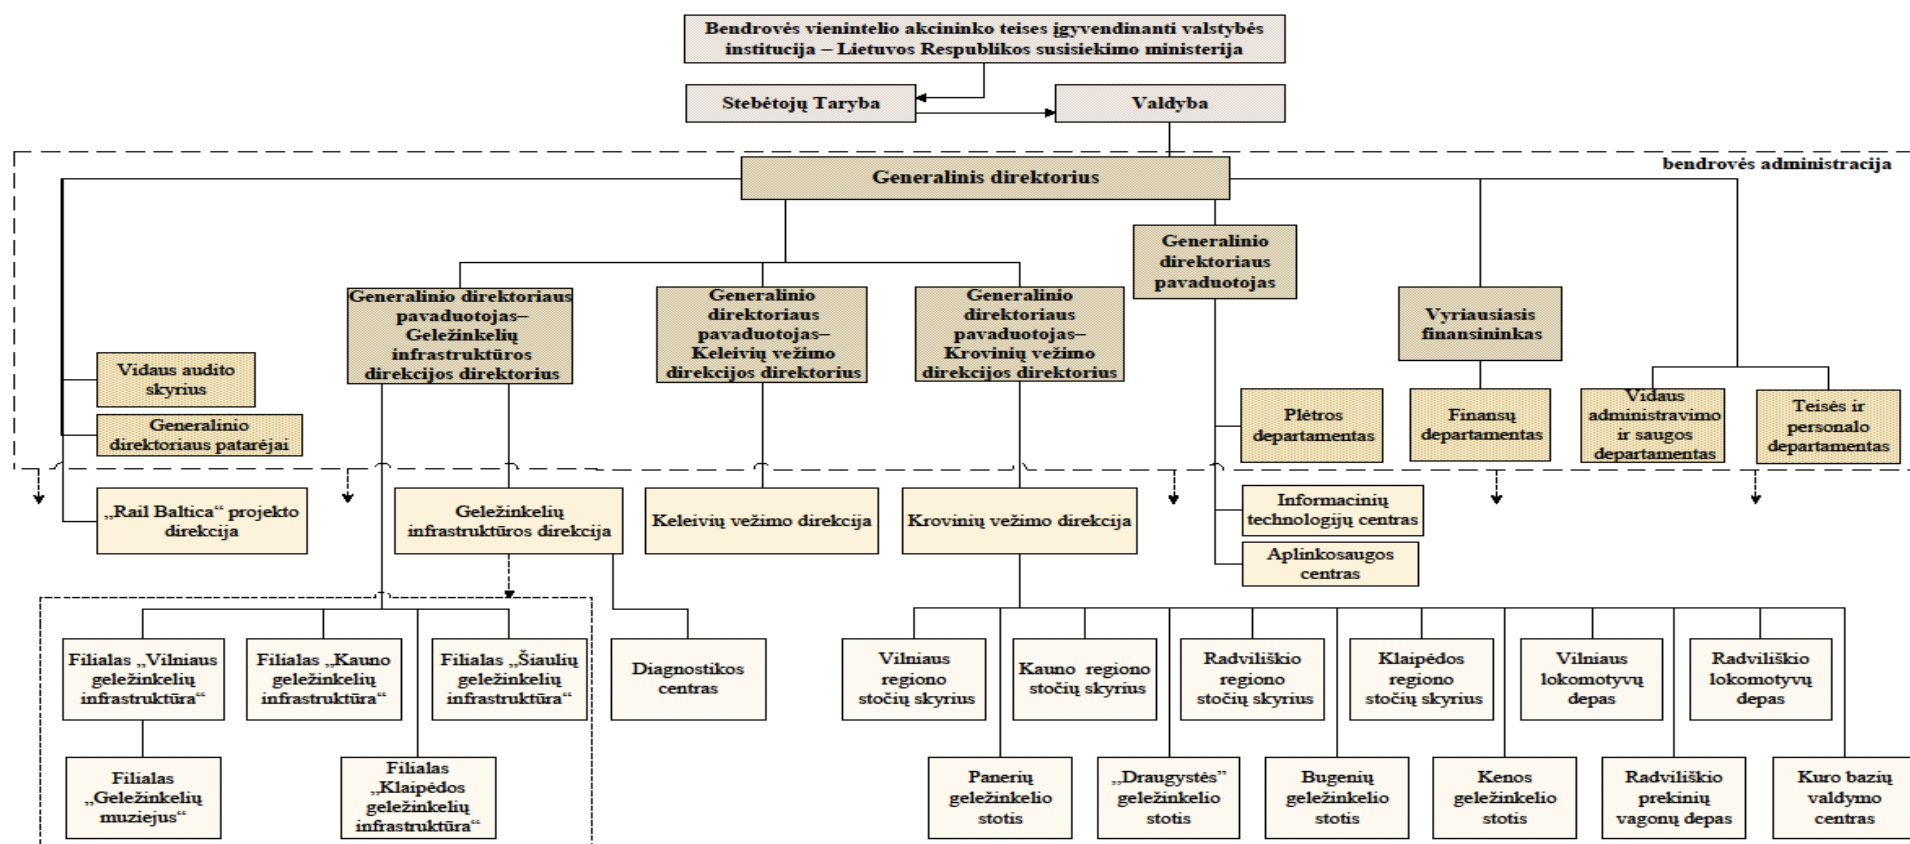 Bendrovės vienintelio akcininko teises įgyvendinanti valstybės
institucija – Lietuvos Respublikos susisiekimo ministerija
Stebėtojų Taryba
Valdyba
bendrovės administracija
Generalinis direktorius
Generalinio
direktoriaus
pavaduotojas
Generalinio direktoriaus
pavaduotojas–
Geležinkelių
infrastruktūros
direkcijos direktorius
Generalinio
direktoriaus
pavaduotojas–
Keleivių vežimo
direkcijos direktorius
Generalinio
direktoriaus
pavaduotojas–
Krovinių vežimo
direkcijos direktorius
Vyriausiasis
finansininkas
Vidaus audito
skyrius
Generalinio
direktoriaus patarėjai
Plėtros
departamentas
Finansų
departamentas
Vidaus
administravimo
ir saugos
departamentas
Teisės ir
personalo
departamentas
„Rail Baltica“ projekto
direkcija
Geležinkelių
infrastruktūros direkcija
Keleivių vežimo direkcija
Krovinių vežimo direkcija
Informacinių
technologijų centras
Aplinkosaugos
centras
Filialas „Vilniaus
geležinkelių
infrastruktūra“
Filialas „Kauno
geležinkelių
infrastruktūra“
Filialas „Šiaulių
geležinkelių
infrastruktūra“
Diagnostikos
centras
Vilniaus
regiono
stočių skyrius
Kauno regiono
stočių skyrius
Radviliškio
regiono
stočių skyrius
Klaipėdos
regiono
stočių skyrius
Vilniaus
lokomotyvų
depas
Radviliškio
lokomotyvų
depas
Filialas
„Geležinkelių
muziejus“
Filialas
„Klaipėdos
geležinkelių
infrastruktūra“
Panerių
geležinkelio
stotis
„Draugystės”
geležinkelio
stotis
Bugenių
geležinkelio
stotis
Kenos
geležinkelio
stotis
Radviliškio
prekinių
vagonų depas
Kuro bazių
valdymo
centras